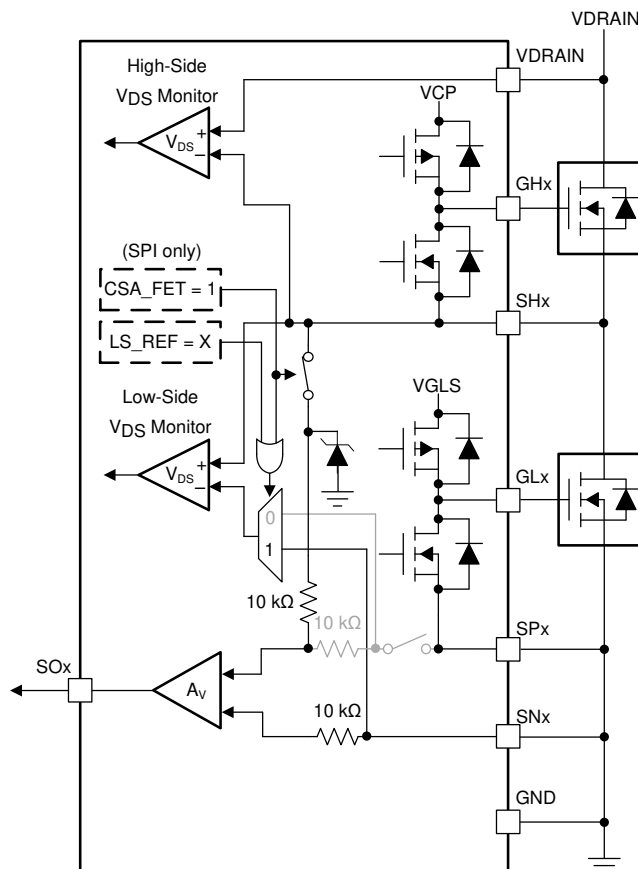 VDRAIN
VDRAIN
High-Side
VDS Monitor
VCP
+
VDS
−
GHx
(SPI only)
CSA_FET = 1
SHx
LS_REF = X
VGLS
Low-Side
VDS Monitor
+
VDS
−
GLx
0
1
10 kΩ
10 kΩ
SPx
SOx
AV
10 kΩ
SNx
GND